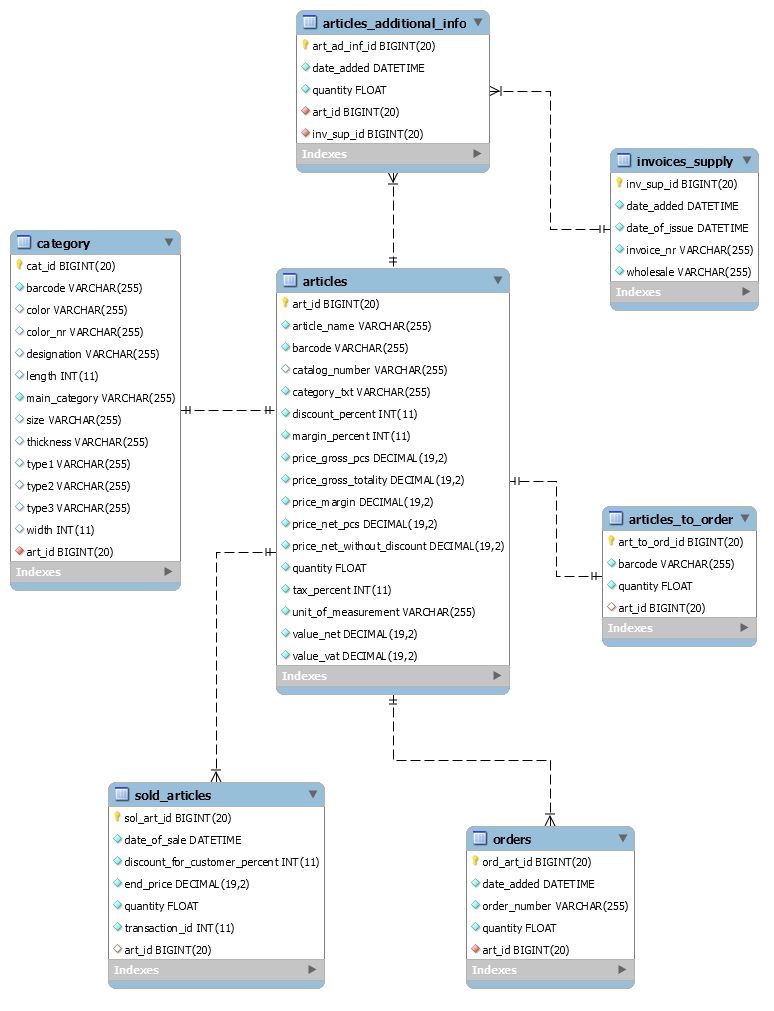 articles_additional_info
art_ad_inf_id BIGINT(20)
date_added DATETIME
quantity FLOAT
art_id BIGINT(20)
inv_sup_id BIGINT(20)
Indexes
invoices_supply
inv_sup_id BIGINT(20)
date_added DATETIME
date_of_issue DATETIME
invoice_nr VARCHAR(255)
wholesale VARCHAR(255)
Indexes
category
cat_id BIGINT(20)
barcode VARCHAR(255)
color VARCHAR(255)
color_nr VARCHAR(255)
designation VARCHAR(255)
length INT(11)
main_category VARCHAR(255)
size VARCHAR(255)
thickness VARCHAR(255)
type1 VARCHAR(255)
type2 VARCHAR(255)
type3 VARCHAR(255)
width INT(11)
art_id BIGINT(20)
Indexes
articles
art_id BIGINT(20)
article_name VARCHAR(255)
barcode VARCHAR(255)
catalog_number VARCHAR(255)
category_txt VARCHAR(255)
discount_percent INT(11)
margin_percent INT(11)
price_gross_pcs DECIMAL(19,2)
price_gross_totality DECIMAL(19,2)
price_margin DECIMAL(19,2)
price_net_pcs DECIMAL(19,2)
price_net_without_discount DECIMAL(19,2)
quantity FLOAT
tax_percent INT(11)
unit_of_measurement VARCHAR(255)
value_net DECIMAL(19,2)
value_vat DECIMAL(19,2)
Indexes
articles_to_order
art_to_ord_id BIGINT(20)
barcode VARCHAR(255)
quantity FLOAT
art_id BIGINT(20)
Indexes
sold_articles
sol_art_id BIGINT(20)
date_of_sale DATETIME
discount_for_customer_percent INT(11)
end_price DECIMAL(19,2)
quantity FLOAT
transaction_id INT(11)
art_id BIGINT(20)
Indexes
orders
ord_art_id BIGINT(20)
date_added DATETIME
order_number VARCHAR(255)
quantity FLOAT
art_id BIGINT(20)
Indexes